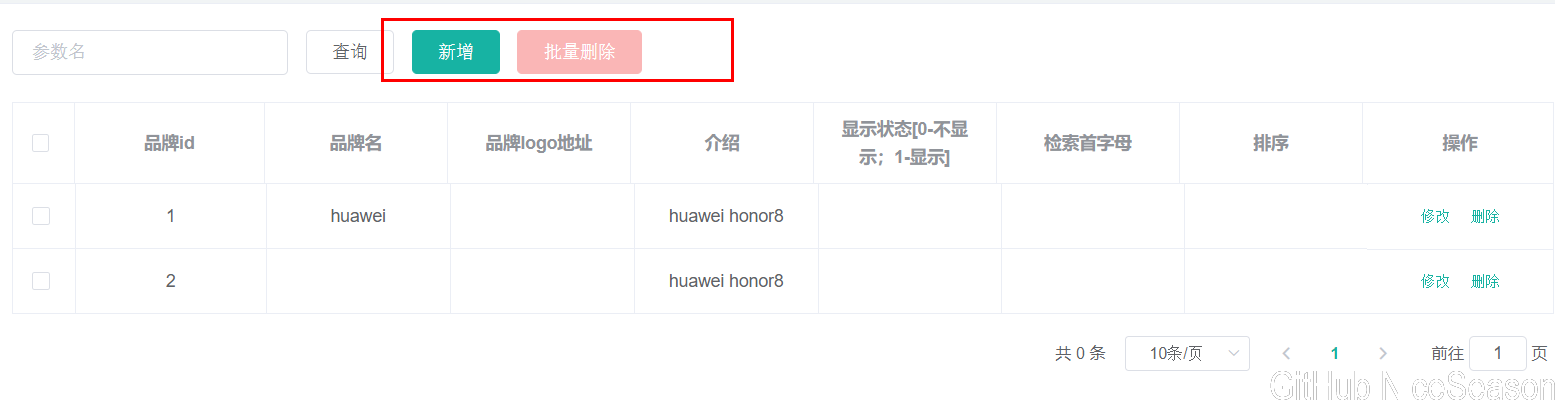 参数名 查询 新增 批量删除
品牌id 品牌名 品牌logo地址 介绍 显示状态[0-不显 检索首字母 排序 操作
示；1-显示]
1 huawei huawei honor8 修改 删除
2 huawei honor8 修改 删除
共 0 条 10条/页 1 前往 1 页
GitHub NiceSeason